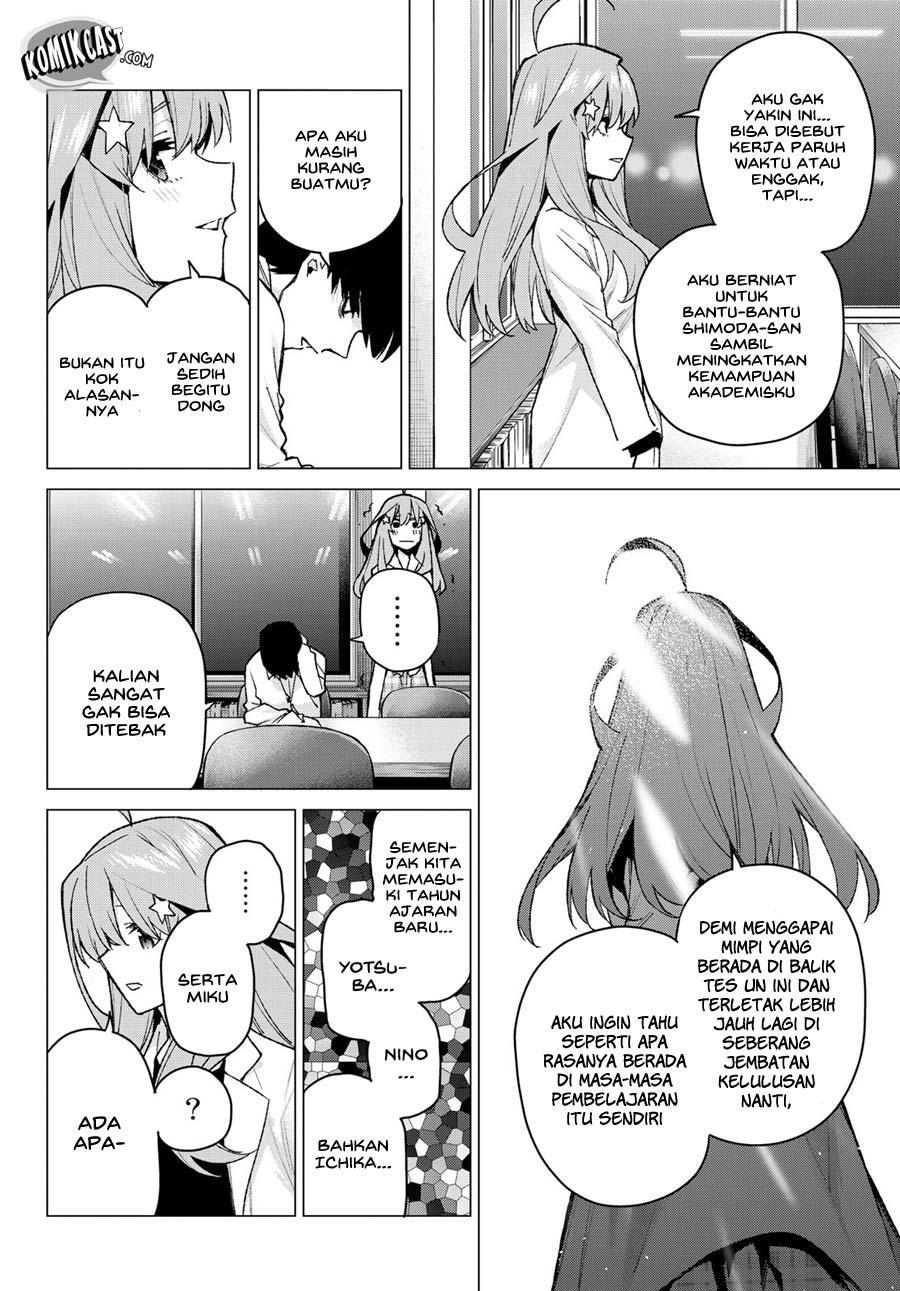 KOMIKCAST
.COM
AKU GAK
YAKIN INI...
BISA DISEBUT
KERJA PARUH
WAKTU ATAU
ENGGAK,
TAPI...
AKU BERNIAT
UNTUK
BANTU-BANTU
SHIMODA-SAN
SAMBIL
MENINGKATKAN
KEMAMPUAN
AKADEMISKU
APA AKU
MASIH
KURANG
BUATMU?
JANGAN
SEDIH
BEGITU
DONG
BUKAN ITU
KOK
ALASAN-
NYA
DEMI MENGGAPAI
MIMPI YANG
BERADA DI BALIK
TES UN INI DAN
TERLETAK LEBIH
JAUH LAGI DI
SEBERANG
JEMBATAN
KELULUSAN
NANTI,
AKU INGIN TAHU
SEPERTI APA
RASANYA BERADA
DI MASA-MASA
PEMBELAJARAN
ITU SENDIRI
........
KALIAN
SANGAT
GAK BISA
DITEBAK
SEMEN-
JAK KITA
MEMASU-
KI TAHUN
AJARAN
BARU...
YOTSU-
BA...
NINO
...
BAHKAN
ICHIKA...
......
SERTA
MIKU
?
ADA
APA-